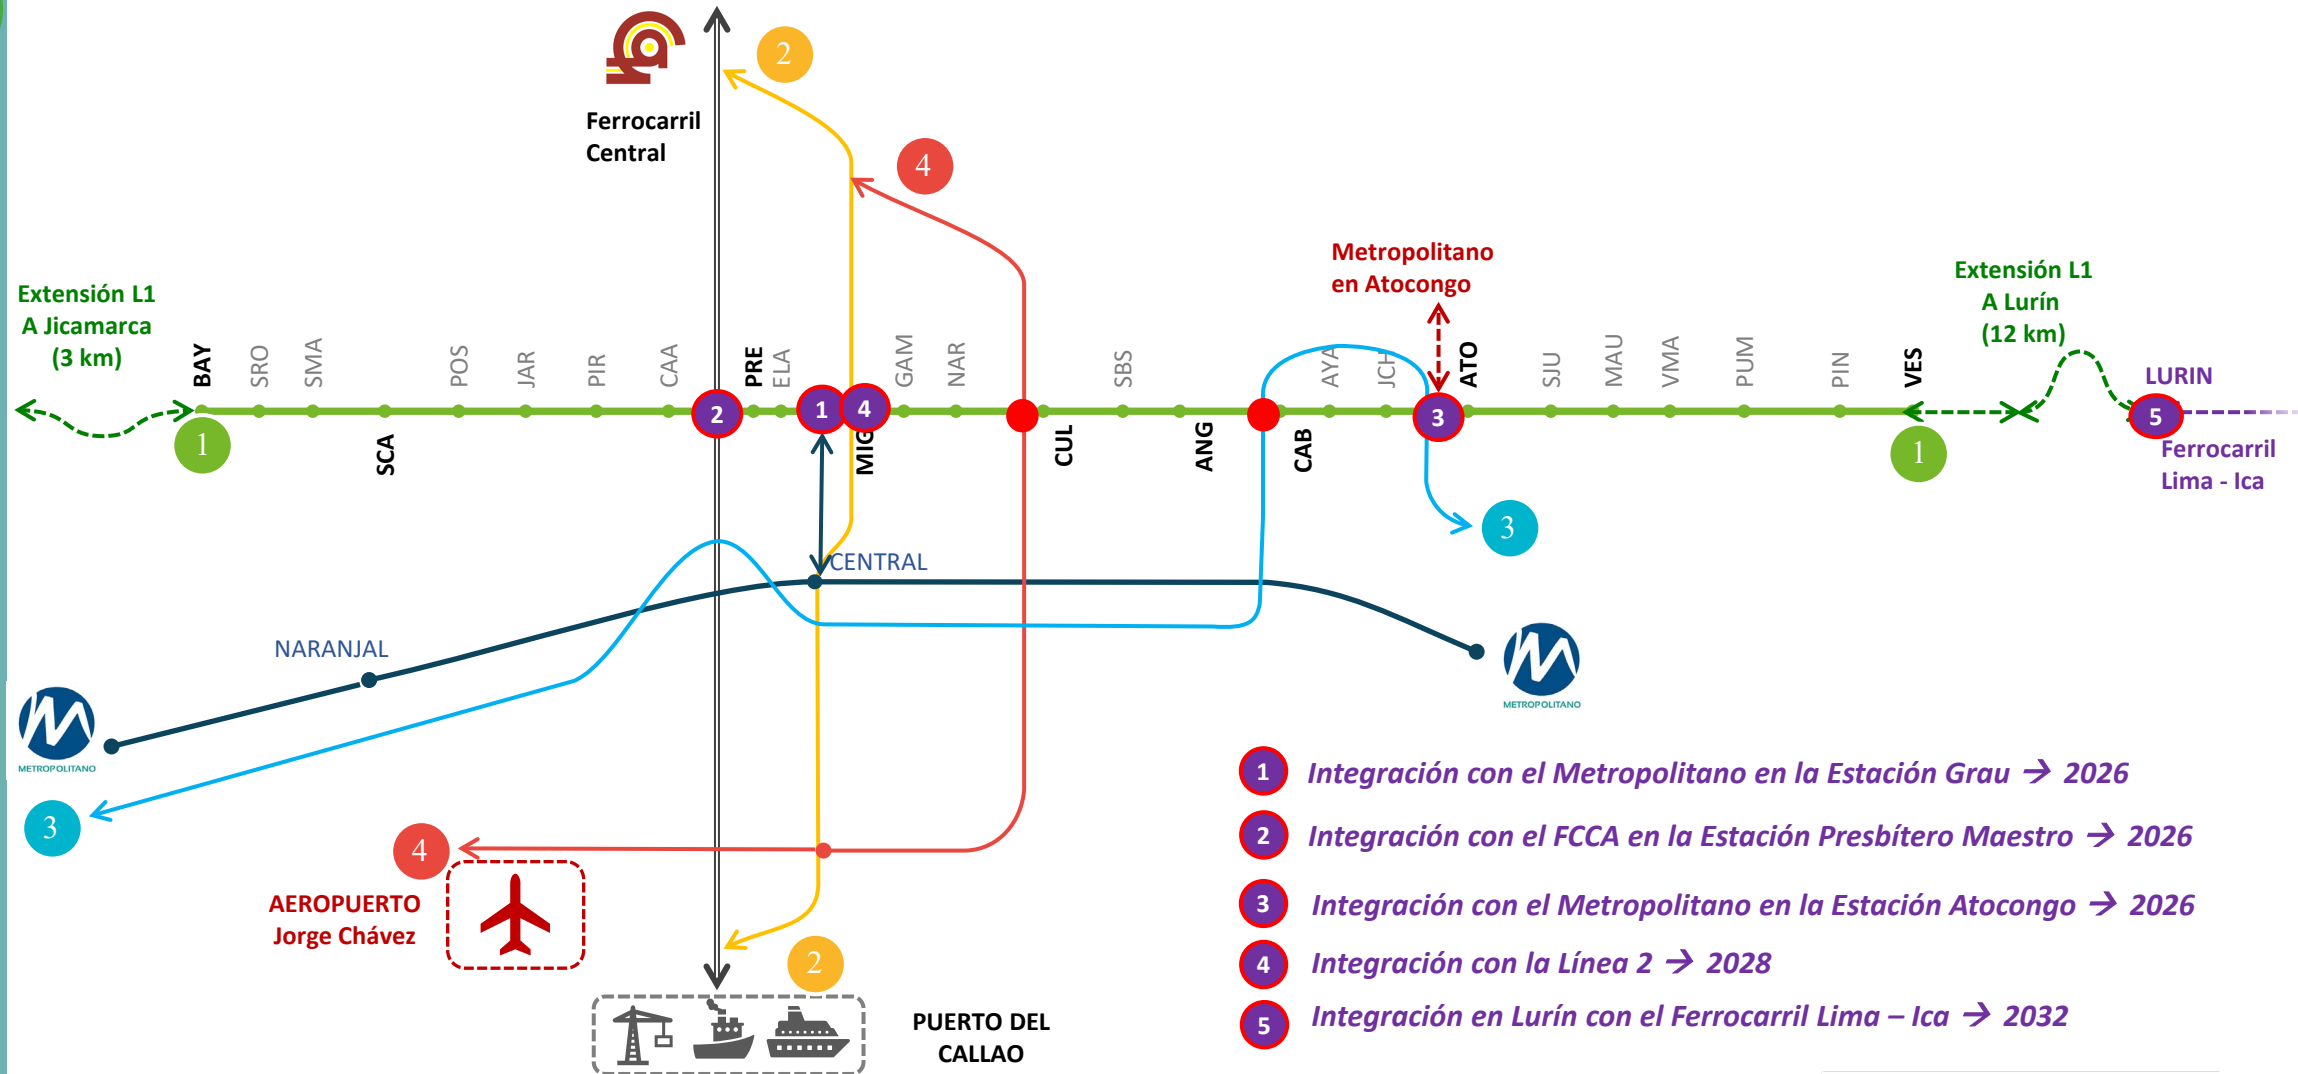 2
Ferrocarril
Central
4
Metropolitano
en Atocongo
Extensión L1
A Jicamarca
(3 km)
Extensión L1
A Lurín
(12 km)
BAY
SRO
SMA
POS
JAR
PIR
CAA
PRE
ELA
GAM
NAR
SBS
AYA
JCH
ATO
SJU
MAU
VMA
PUM
PIN
VES
LURIN
2
1
4
3
5
1
SCA
MIG
CUL
ANG
CAB
1
Ferrocarril
Lima - Ica
3
CENTRAL
NARANJAL
METROPOLITANO
METROPOLITANO
3
4
AEROPUERTO
Jorge Chávez
2
PUERTO DEL
CALLAO
1 Integración con el Metropolitano en la Estación Grau → 2026
2 Integración con el FCCA en la Estación Presbítero Maestro → 2026
3 Integración con el Metropolitano en la Estación Atocongo → 2026
4 Integración con la Línea 2 → 2028
5 Integración en Lurín con el Ferrocarril Lima – Ica → 2032